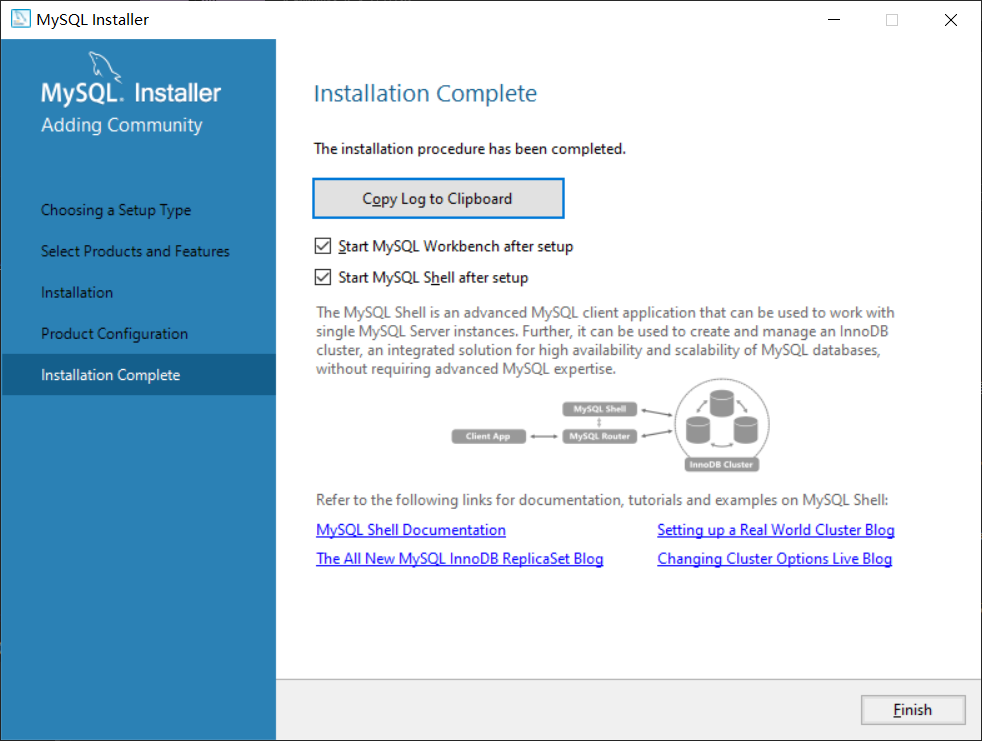 MySQL Installer
MySQL. Installer
Adding Community
Choosing a Setup Type
Select Products and Features
Installation
Product Configuration
Installation Complete
Installation Complete
The installation procedure has been completed.
Copy Log to Clipboard
Start MySQL Workbench after setup
Start MySQL Shell after setup
The MySQL Shell is an advanced MySQL client application that can be used to work with
single MySQL Server instances. Further, it can be used to create and manage an InnoDB
cluster, an integrated solution for high availability and scalability of MySQL databases,
without requiring advanced MySQL expertise.
MySQL Shell
Client App
MySQL Router
InnoDB Cluster
Refer to the following links for documentation, tutorials and examples on MySQL Shell:
MySQL Shell Documentation
Setting up a Real World Cluster Blog
The All New MySQL InnoDB ReplicaSet Blog
Changing Cluster Options Live Blog
Finish